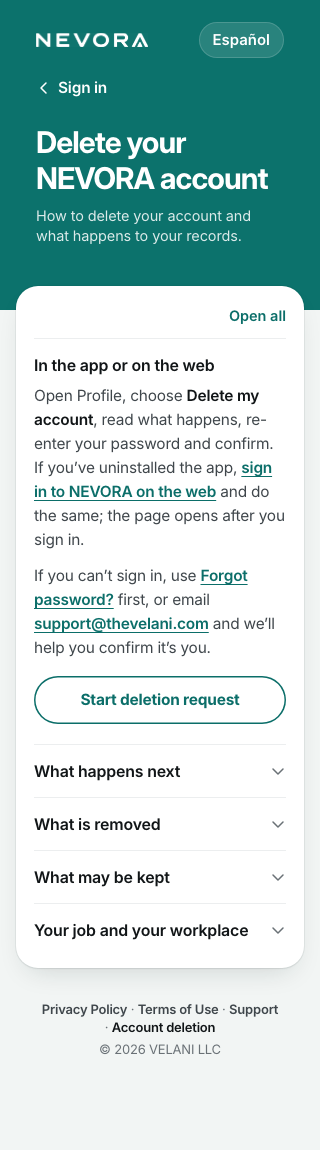 NEVORA
Español
Sign in
Delete your
NEVORA account
How to delete your account and
what happens to your records.
Open all
In the app or on the web
Open Profile, choose Delete my
account, read what happens, re-
enter your password and confirm.
If you’ve uninstalled the app, sign
in to NEVORA on the web and do
the same; the page opens after you
sign in.
If you can’t sign in, use Forgot
password? first, or email
support@thevelani.com and we’ll
help you confirm it’s you.
Start deletion request
What happens next
What is removed
What may be kept
Your job and your workplace
Privacy Policy · Terms of Use · Support
· Account deletion
© 2026 VELANI LLC